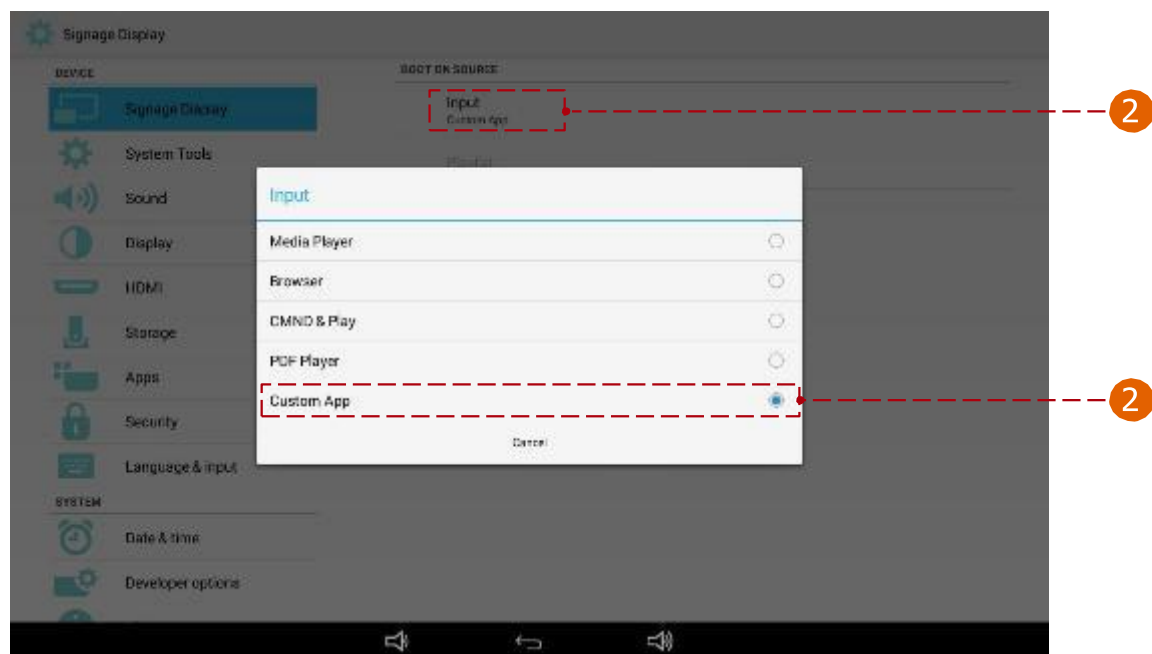 Signage Display
DEVICE
BOOT ON SOURCE
Signage Display
Input
Custom App
2
System Tools
Playlist
Sound
Input
Display
Media Player
HDMI
Browser
Storage
CMND & Play
Apps
PDF Player
Security
Custom App
2
Language & input
Cancel
SYSTEM
Date & time
Developer options